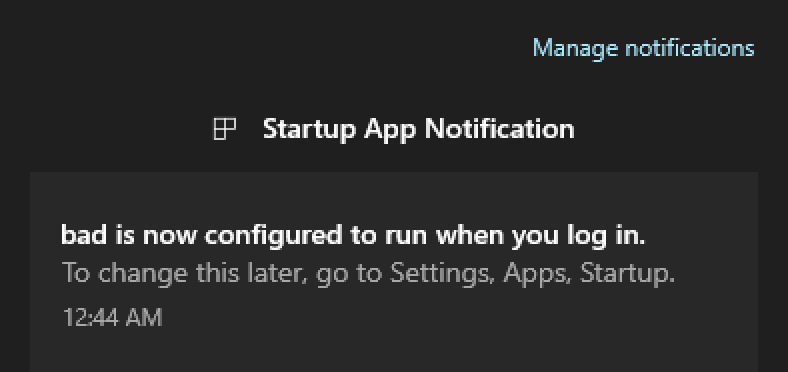 Manage notifications
Startup App Notification
bad is now configured to run when you log in.
To change this later, go to Settings, Apps, Startup.
12:44 AM